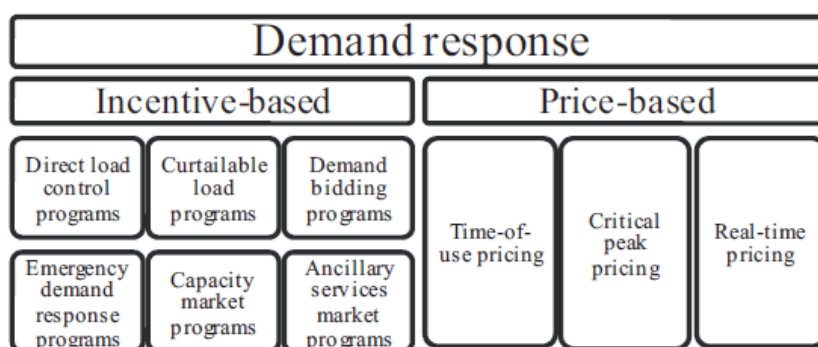 Demand response
Incentive-based
Price-based
Direct load
control
programs
Curtailable
load
programs
Demand
bidding
programs
Time-of-
use pricing
Critical
peak
pricing
Real-time
pricing
Emergency
demand
response
programs
Capacity
market
programs
Ancillary
services
market
programs